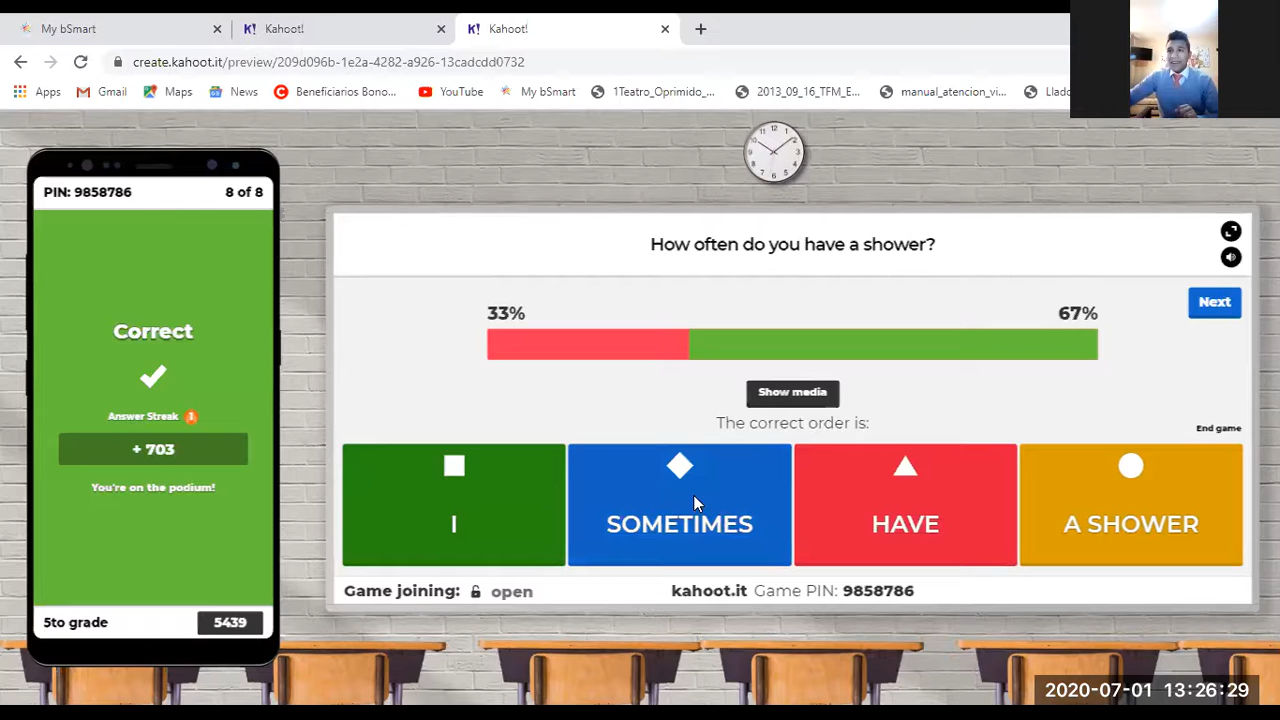 My bSmart
Kahoot!
Kahoot!
create.kahoot.it/preview/209d096b-1e2a-4282-a92b-13cadcdd0732
Apps
Gmail
Maps
News
Beneficiarios Bono...
YouTube
My bSmart
1Teatro_Oprimido_...
2013_09_16_TFM_E...
manual_atencion_vi...
Llado
PIN: 9858786
8 of 8
Correct
Answer Streak 1
+ 703
You're on the podium!
5to grade
5439
How often do you have a shower?
Next
33%
67%
Show media
The correct order is:
End game
I
SOMETIMES
HAVE
A SHOWER
Game joining: open
kahoot.it Game PIN: 9858786
2020-07-01 13:26:29